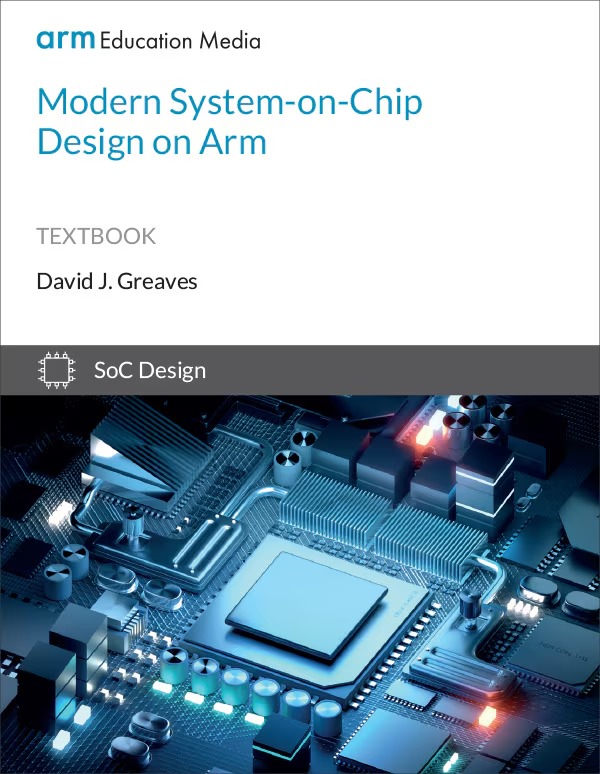 arm Education Media
Modern System-on-Chip
Design on Arm
TEXTBOOK
David J. Greaves
SoC Design